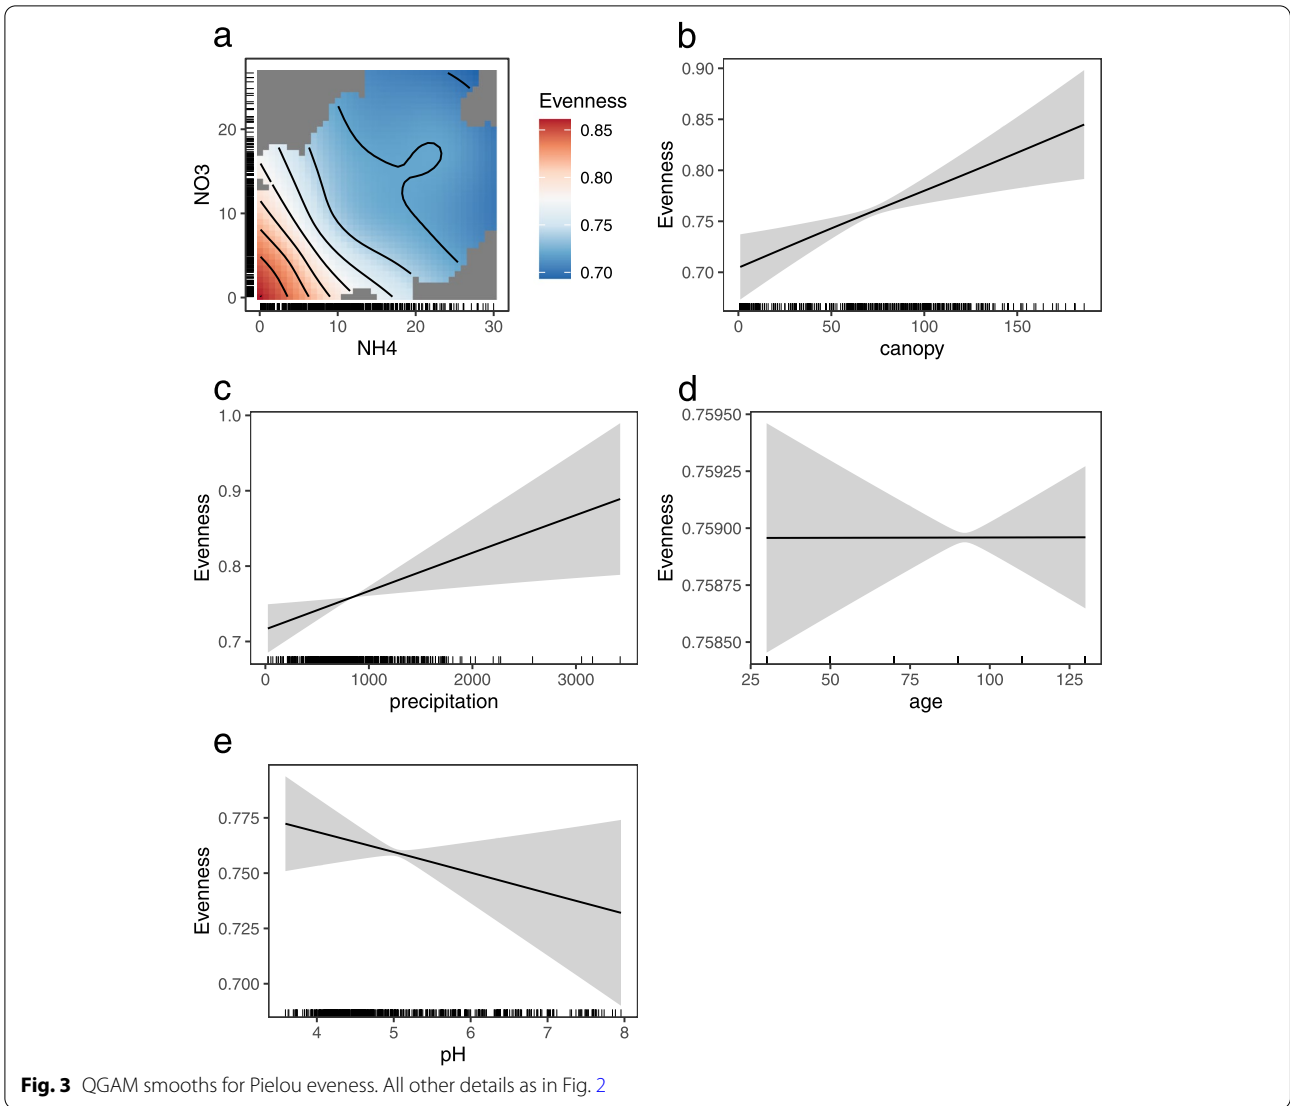 a
NO3
20
10
0
0 10 20 30
NH4
Evenness
0.85
0.80
0.75
0.70
b
Evenness
0.90
0.85
0.80
0.75
0.70
0 50 100 150
canopy
c
Evenness
1.0
0.9
0.8
0.7
0 1000 2000 3000
precipitation
d
Evenness
0.75950
0.75925
0.75900
0.75875
0.75850
25 50 75 100 125
age
e
Evenness
0.775
0.750
0.725
0.700
4 5 6 7 8
pH
Fig. 3 QGAM smooths for Pielou eveness. All other details as in Fig. 2